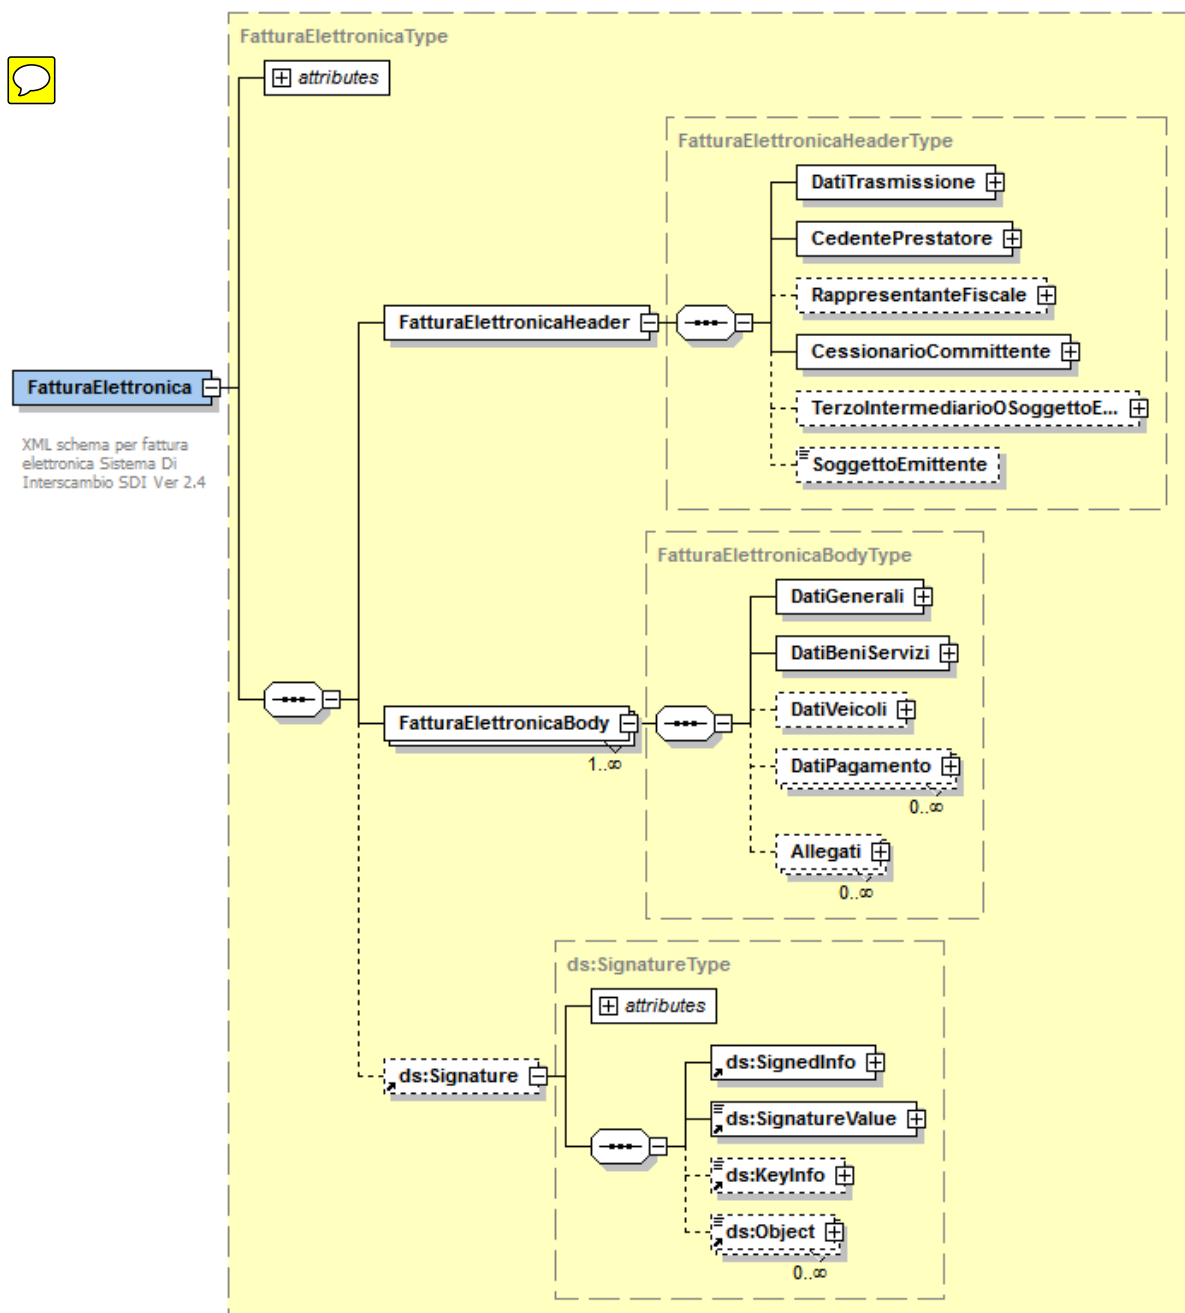 FatturaElettronicaType
attributes
FatturaElettronicaHeaderType
DatiTrasmissione
CedentePrestatore
RappresentanteFiscale
FatturaElettronicaHeader
CessionarioCommittente
FatturaElettronica
TerzoIntermediarioOSoggettoE...
XML schema per fattura
elettronica Sistema Di
Interscambio SDI Ver 2.4
SoggettoEmittente
FatturaElettronicaBodyType
DatiGenerali
DatiBeniServizi
DatiVeicoli
FatturaElettronicaBody
1..∞
DatiPagamento
0..∞
Allegati
0..∞
ds:SignatureType
attributes
ds:SignedInfo
ds:Signature
ds:SignatureValue
ds:KeyInfo
ds:Object
0..∞